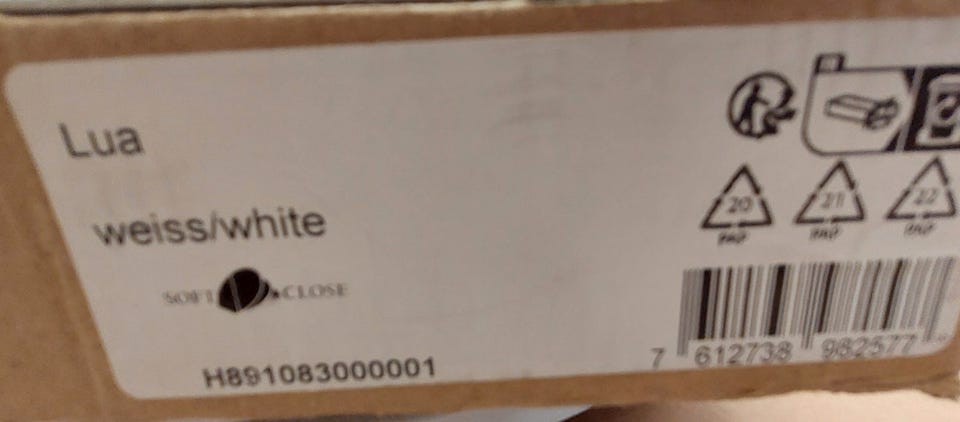 Lua
weiss/white
SOFT CLOSE
H891083000001
20 21 22
PAP PAP PAP
7 612738 982577